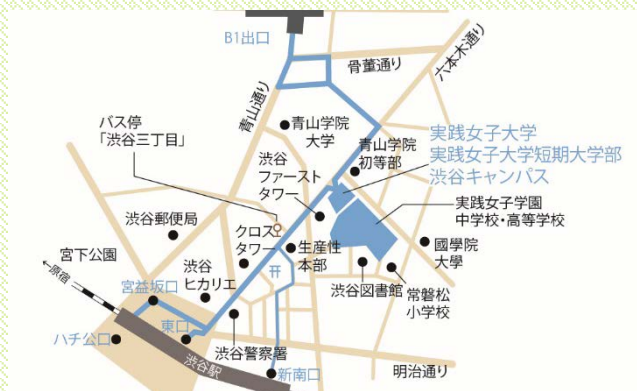 B1出口
骨董通り
六本木通り
青山通り
青山学院
大学
バス停
「渋谷三丁目」
渋谷
ファースト
タワー
青山学院
初等部
実践女子大学
実践女子大学短期大学部
渋谷キャンパス
実践女子学園
中学校・高等学校
渋谷郵便局
クロス
タワー
生産性
本部
國學院
大學
宮下公園
←原宿
渋谷
ヒカリエ
渋谷図書館
常磐松
小学校
宮益坂口
ハチ公口
東口
渋谷警察署
渋谷駅
新南口
明治通り